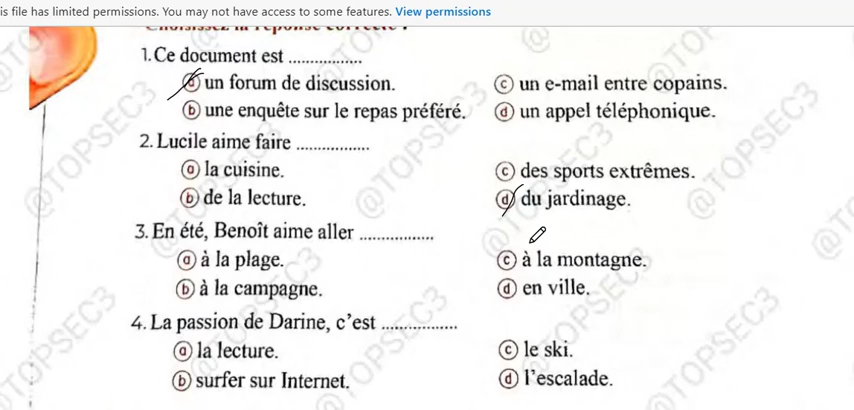 is file has limited permissions. You may not have access to some features. View permissions
Choisissez la réponse correcte :
1. Ce document est ................
ⓐ un forum de discussion. ⓒ un e-mail entre copains.
ⓑ une enquête sur le repas préféré. ⓓ un appel téléphonique.
2. Lucile aime faire ................
ⓐ la cuisine. ⓒ des sports extrêmes.
ⓑ de la lecture. ⓓ du jardinage.
3. En été, Benoît aime aller ................
ⓐ à la plage. ⓒ à la montagne.
ⓑ à la campagne. ⓓ en ville.
4. La passion de Darine, c'est ................
ⓐ la lecture. ⓒ le ski.
ⓑ surfer sur Internet. ⓓ l'escalade.
@TOPSEC3